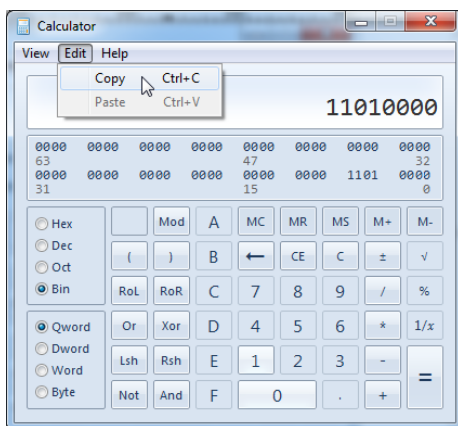 Calculator
View Edit Help
Copy Ctrl+C
Paste Ctrl+V
11010000
0000 0000 0000 0000 0000 0000 0000 0000
63 47 32
0000 0000 0000 0000 0000 0000 1101 0000
31 15 0
Hex Mod A MC MR MS M+ M-
Dec
Oct ( ) B ← CE C ± √
Bin RoL RoR C 7 8 9 / %
Qword Or Xor D 4 5 6 * 1/x
Dword
Word Lsh Rsh E 1 2 3 - =
Byte Not And F 0 . +